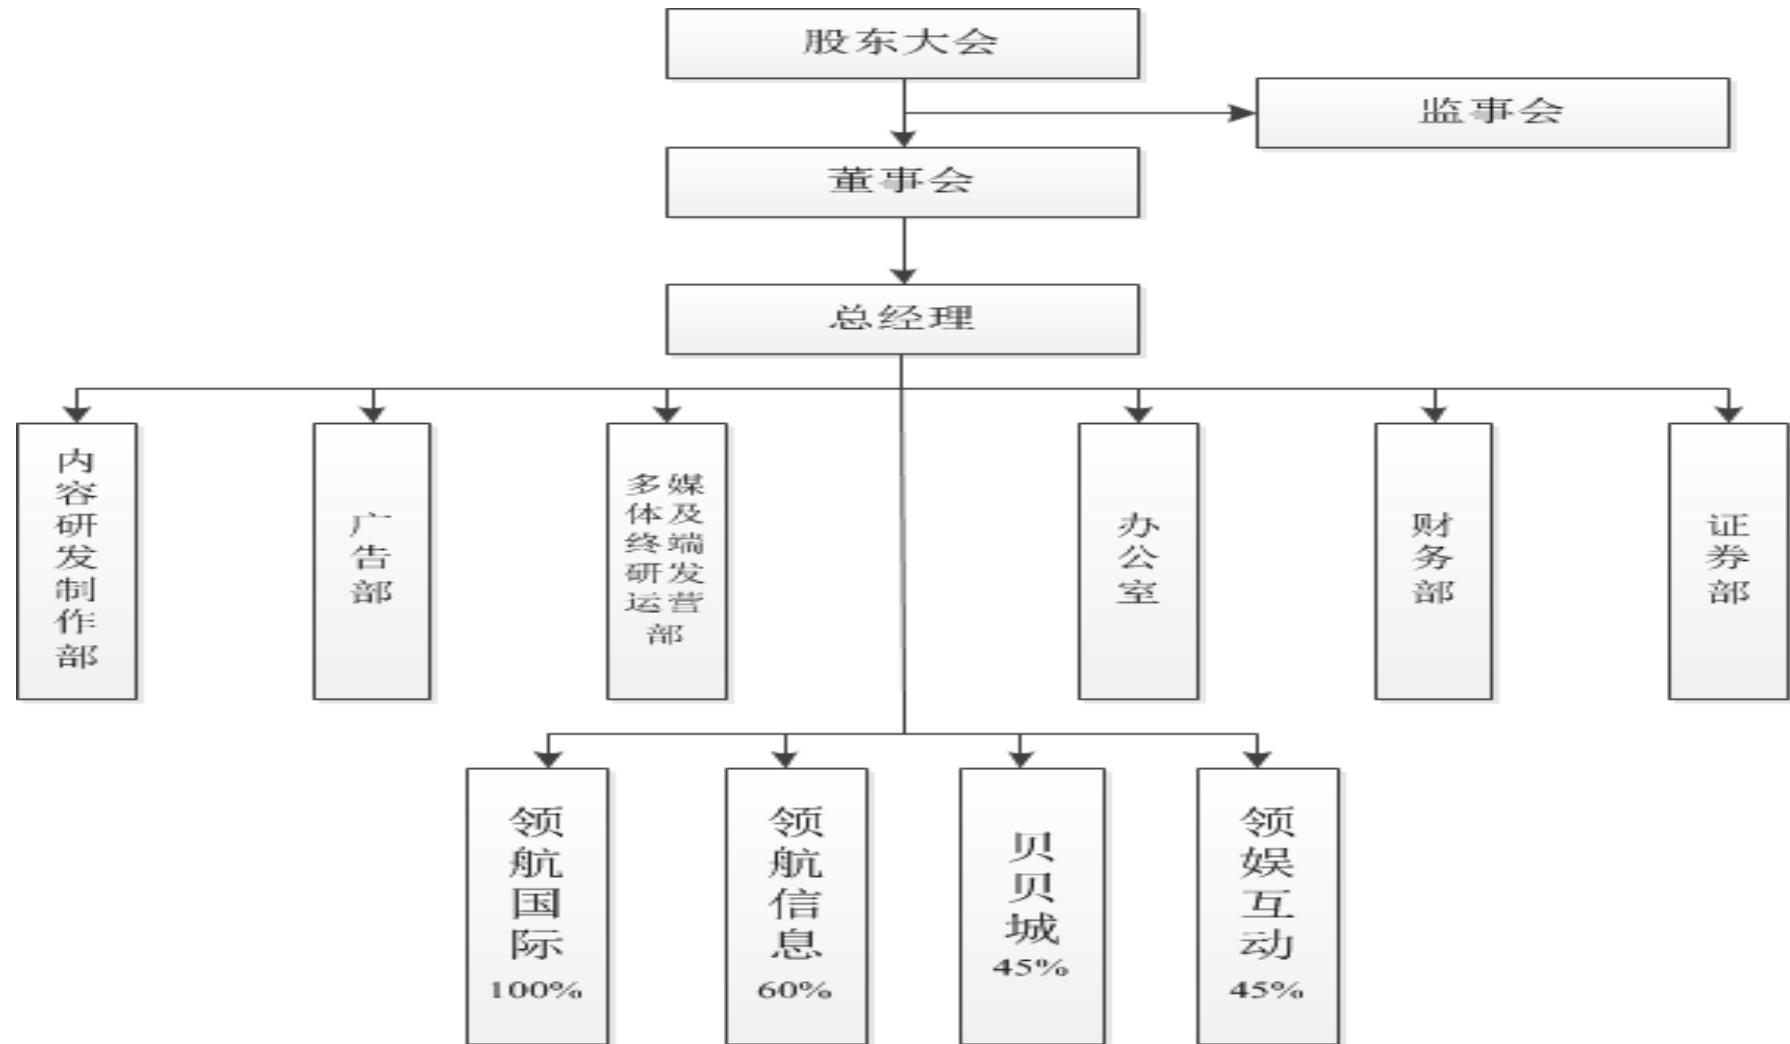 股东大会
监事会
董事会
总经理
内容研发制作部
广告部
多媒体及终端研发运营部
办公室
财务部
证券部
领航国际
100%
领航信息
60%
贝贝城
45%
领娱互动
45%